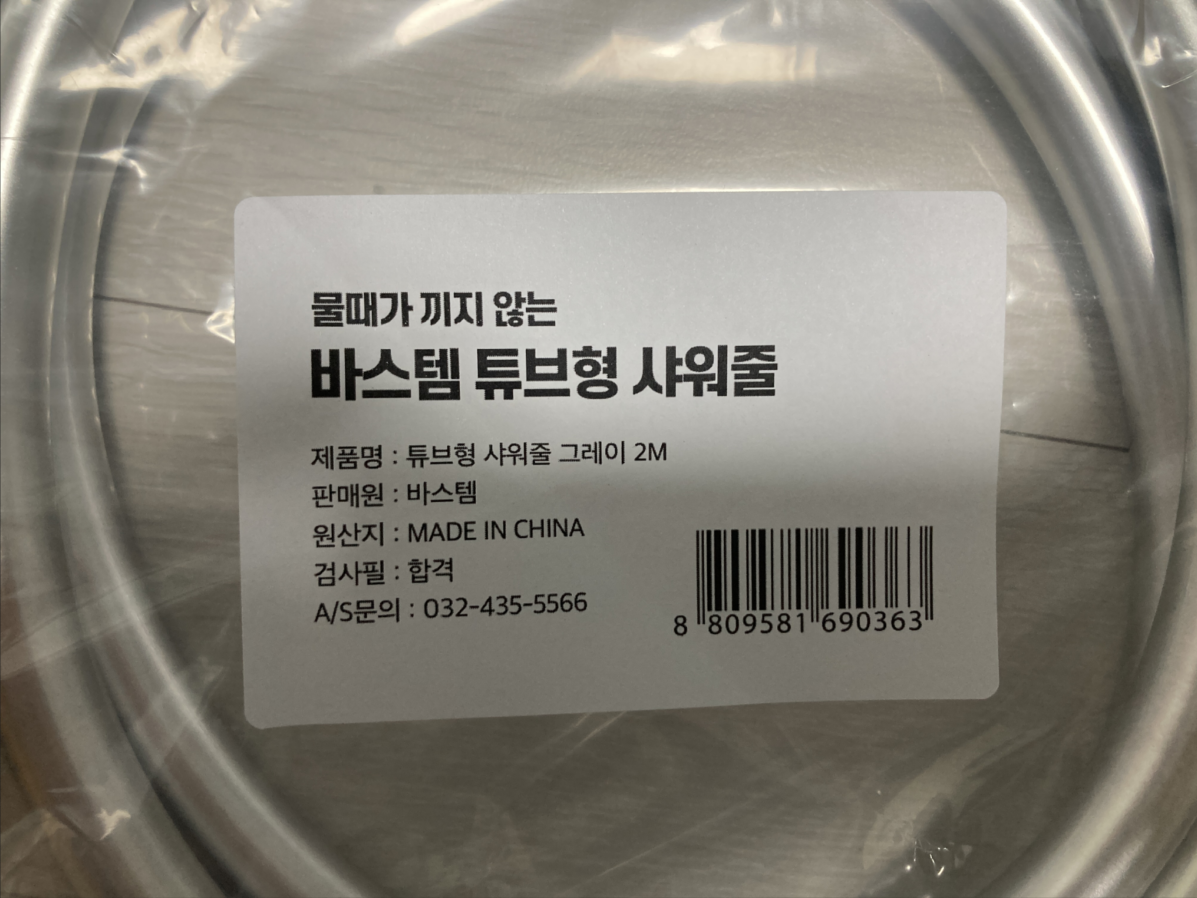 물때가 끼지 않는
바스템 튜브형 샤워줄
제품명 : 튜브형 샤워줄 그레이 2M
판매원 : 바스템
원산지 : MADE IN CHINA
검사필 : 합격
A/S문의 : 032-435-5566
8 809581 690363